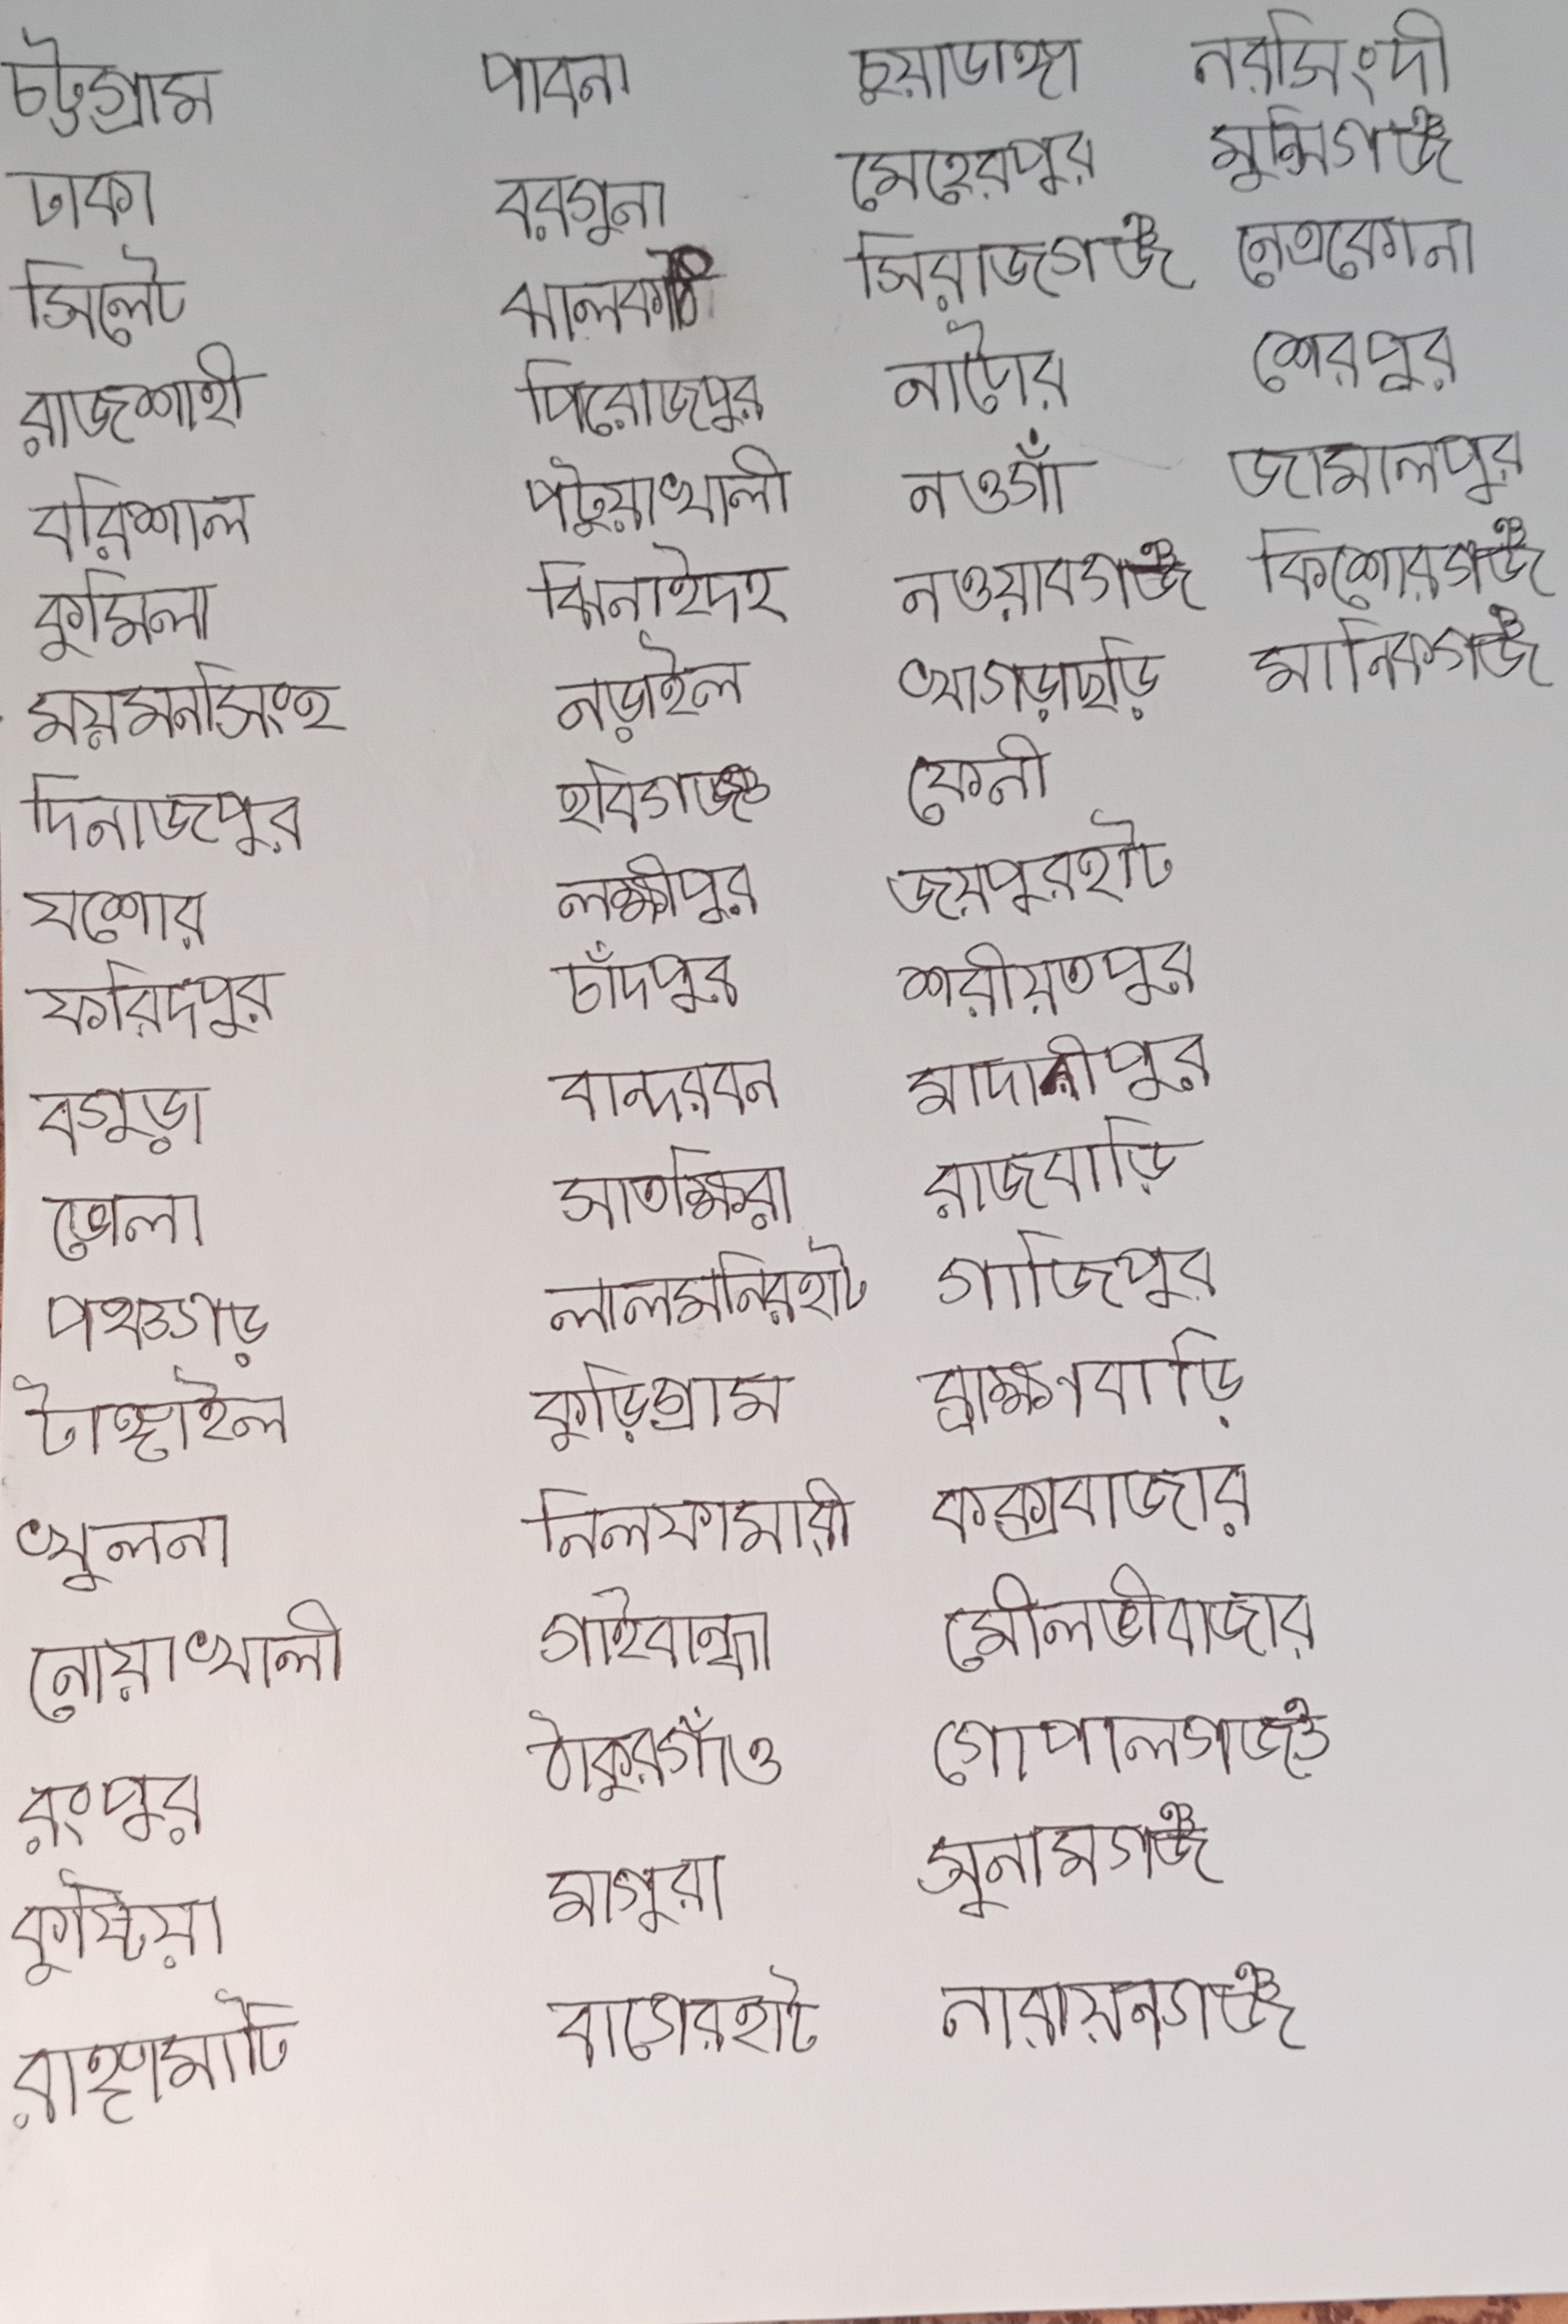 চট্টগ্রাম
ঢাকা
সিলেট
রাজশাহী
বরিশাল
কুমিলা
ময়মনসিংহ
দিনাজপুর
যশোর
ফরিদপুর
বগুড়া
ভোলা
পঞ্চগড়
টাঙ্গাইল
খুলনা
নোয়াখালী
রংপুর
কুষ্টিয়া
রাঙ্গামাটি
পাবনা
বরগুনা
ঝালকাঠি
পিরোজপুর
পটুয়াখালী
ঝিনাইদহ
নড়াইল
হবিগঞ্জ
লক্ষীপুর
চাঁদপুর
বান্দরবন
সাতক্ষিরা
লালমনিরহাট
কুড়িগ্রাম
নিলফামারী
গাইবান্ধা
ঠাকুরগাঁও
মাগুরা
বাগেরহাট
চুয়াডাঙ্গা
মেহেরপুর
সিরাজগঞ্জ
নাটোর
নওগাঁ
নওয়াবগঞ্জ
খাগড়াছড়ি
ফেনী
জয়পুরহাট
শরীয়তপুর
মাদারীপুর
রাজবাড়ি
গাজিপুর
ব্রাক্ষনবাড়ি
কক্সবাজার
মৌলভীবাজার
গোপালগঞ্জ
সুনামগঞ্জ
নারায়নগঞ্জ
নরসিংদী
মুন্সিগঞ্জ
নেত্রকোনা
শেরপুর
জামালপুর
কিশোরগঞ্জ
মানিকগঞ্জ